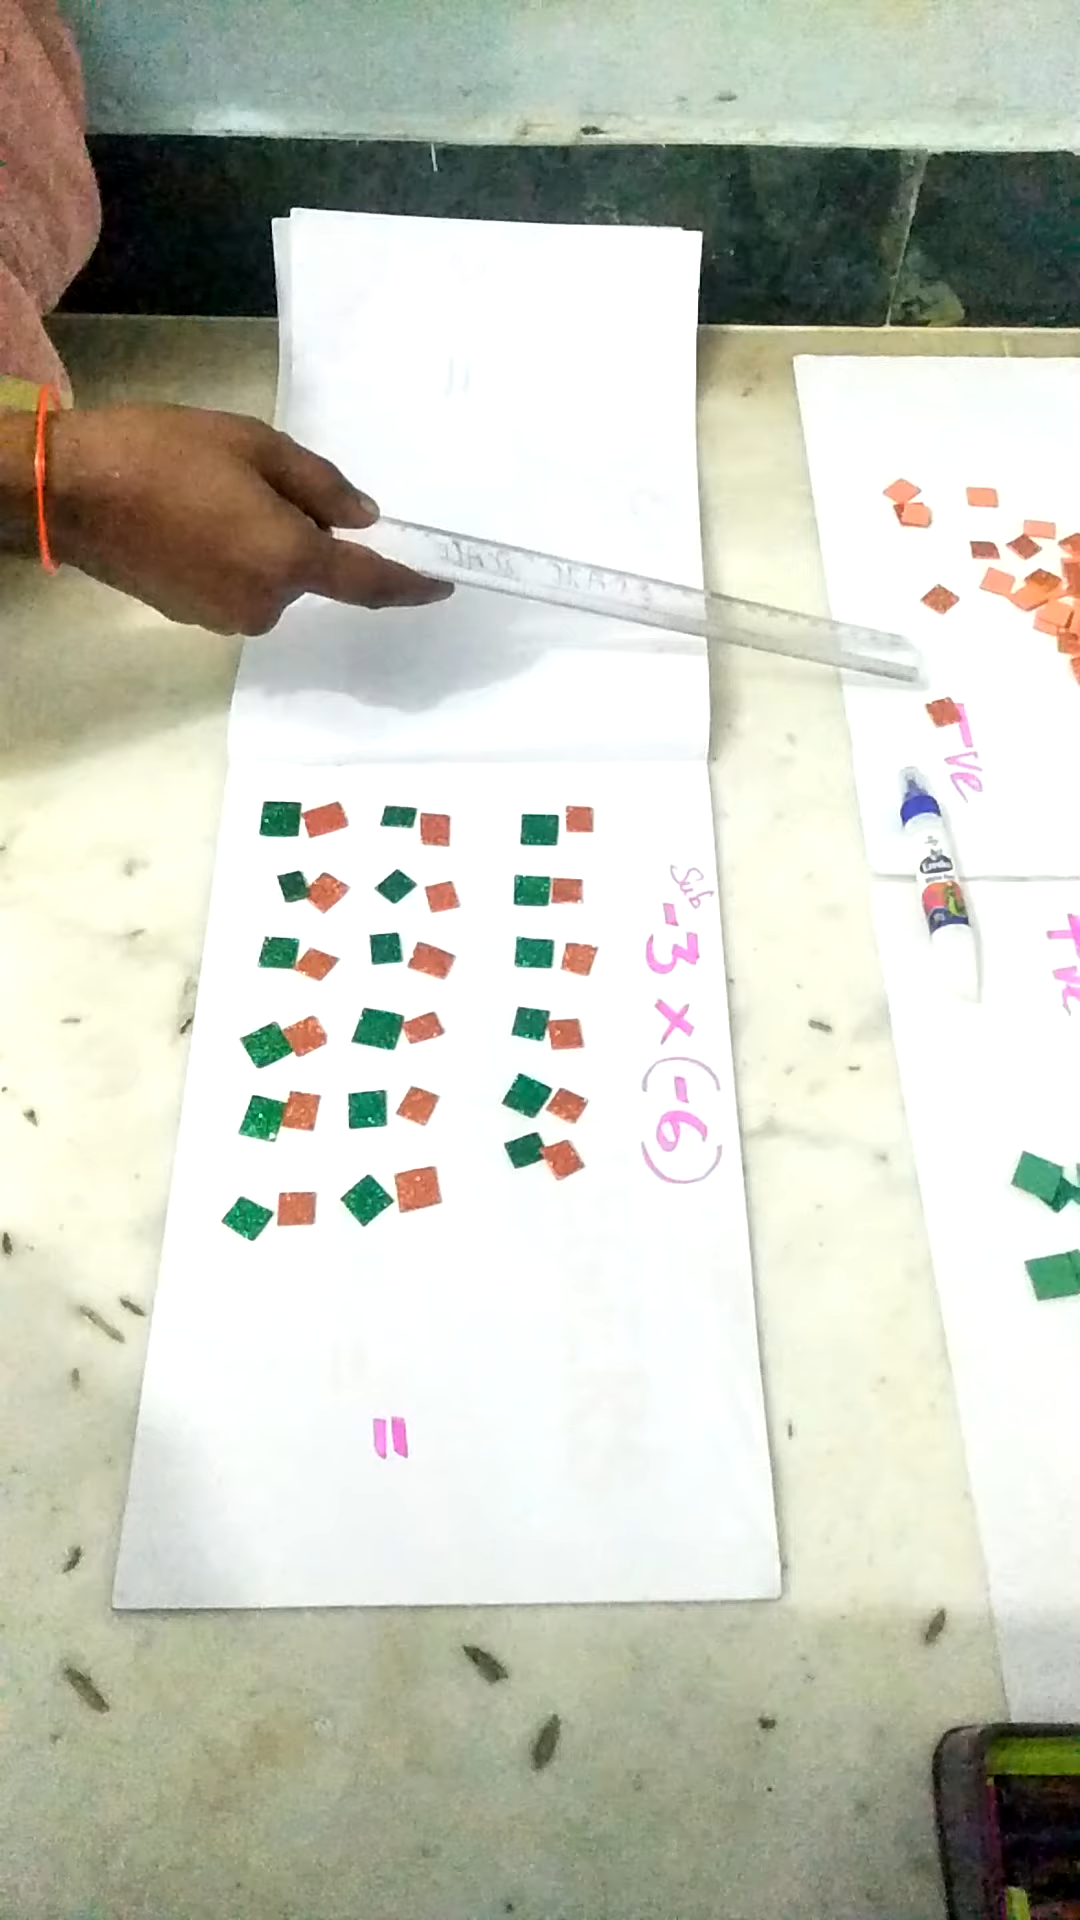 Sub
-3 x (-6)
=
-ve
+ve